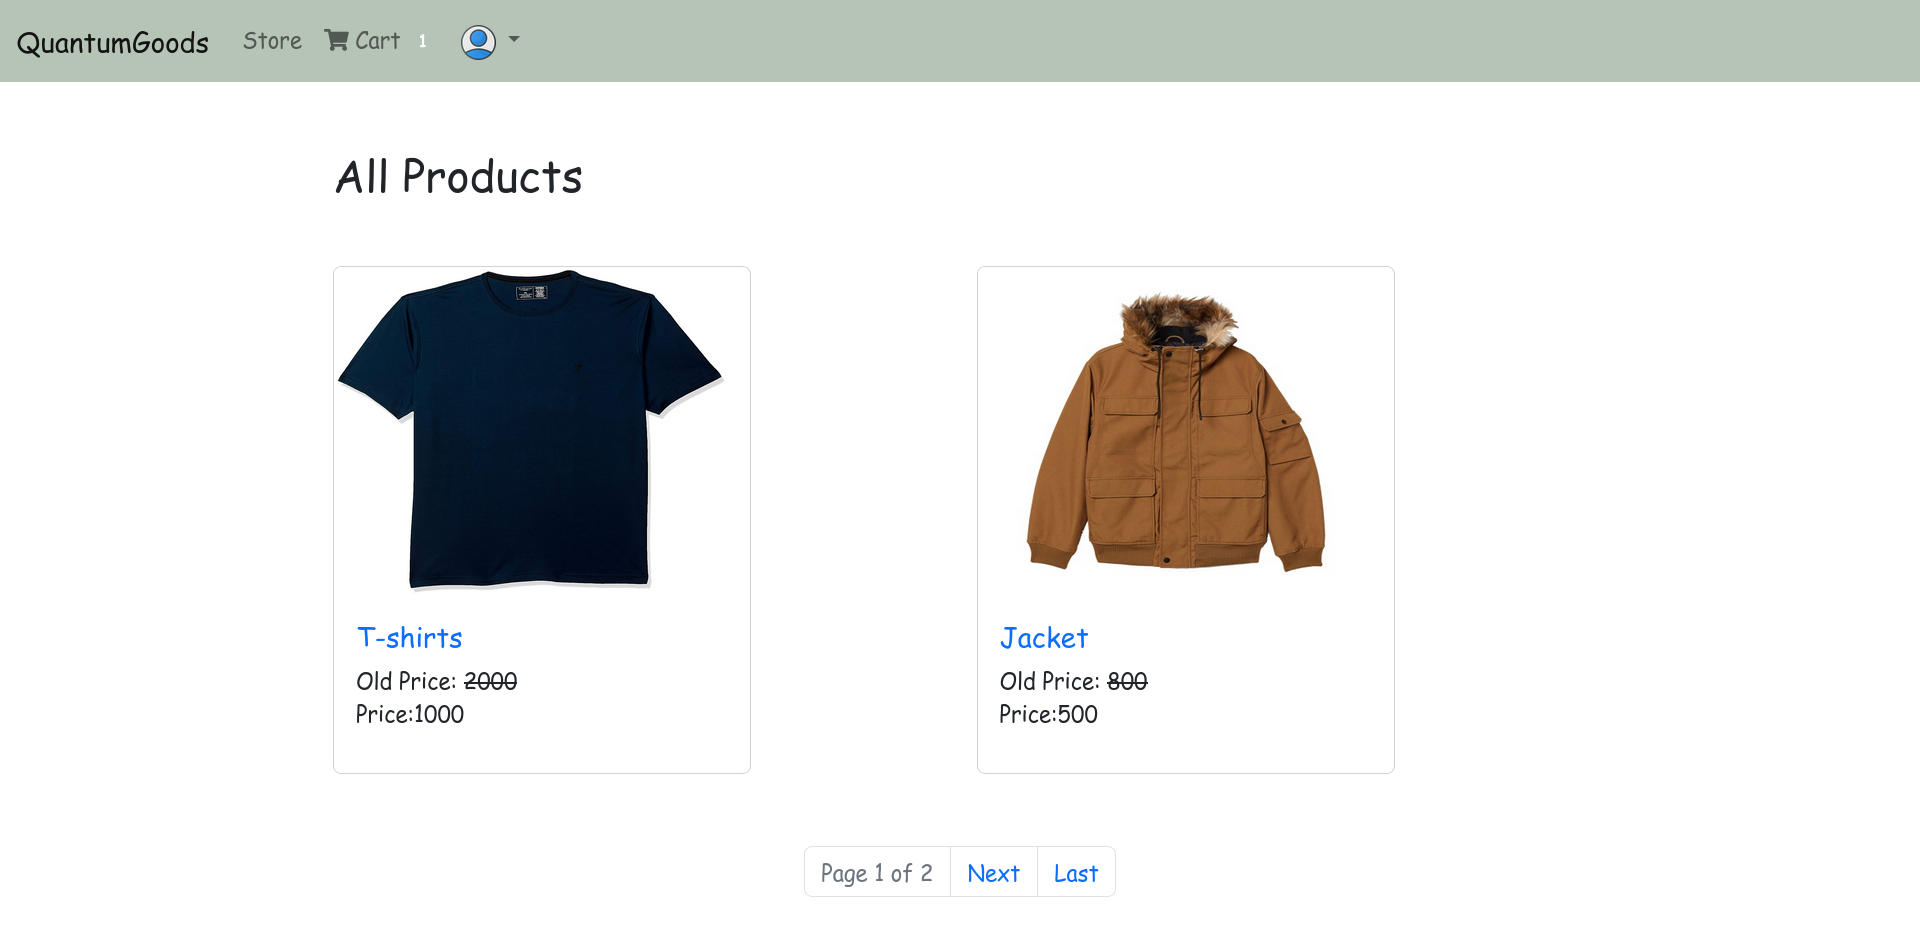 QuantumGoods Store Cart 1
All Products
T-shirts
Old Price: 2000
Price:1000
Jacket
Old Price: 800
Price:500
Page 1 of 2 Next Last